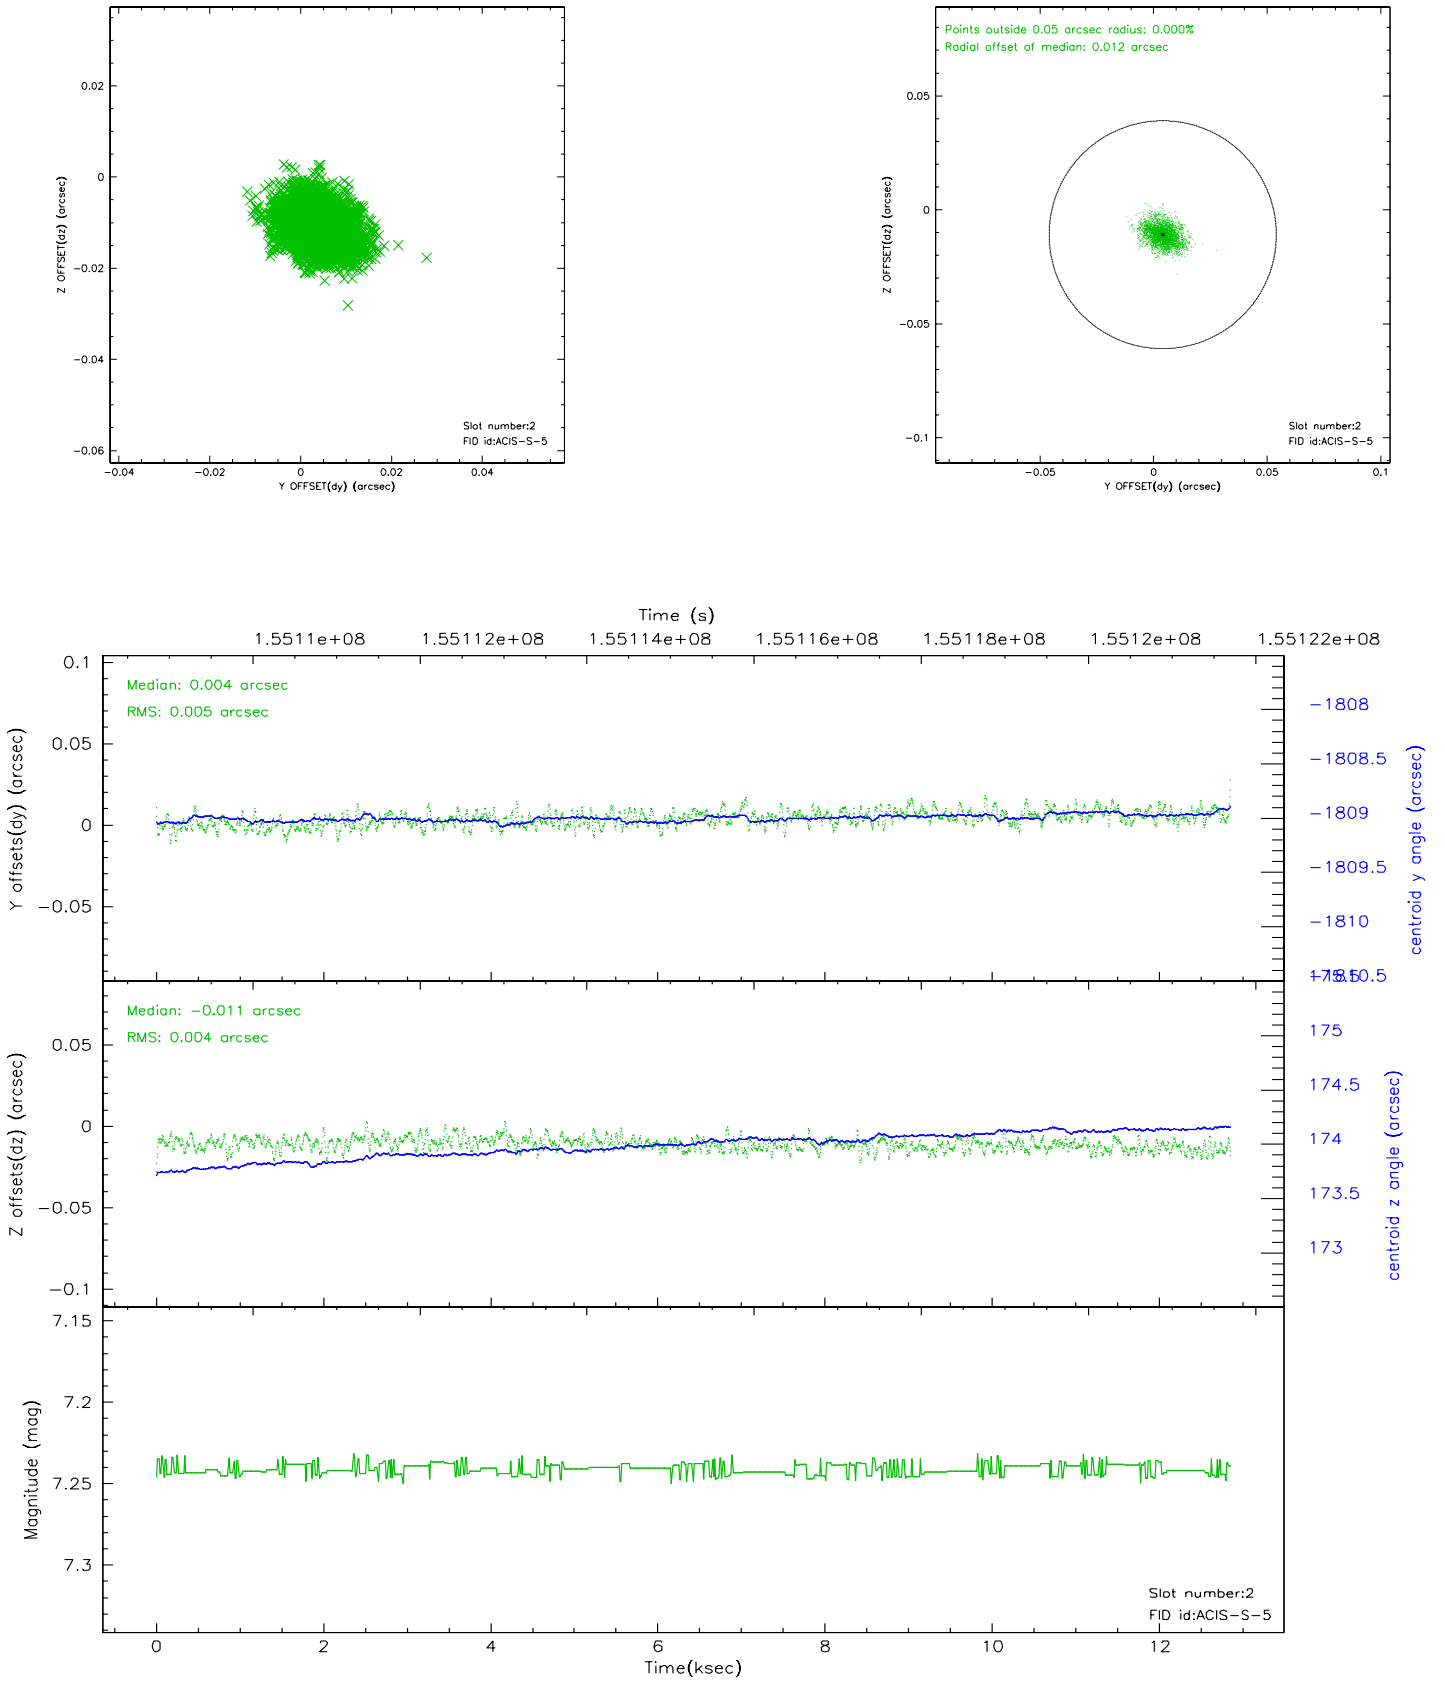 0.02
0
-0.02
-0.04
-0.06
Z OFFSET(dz) (arcsec)
-0.04 -0.02 0 0.02 0.04
Y OFFSET(dy) (arcsec)
Slot number:2
FID id:ACIS-S-5
Points outside 0.05 arcsec radius: 0.000%
Radial offset of median: 0.012 arcsec
0.05
0
-0.05
-0.1
Z OFFSET(dz) (arcsec)
-0.05 0 0.05 0.1
Y OFFSET(dy) (arcsec)
Slot number:2
FID id:ACIS-S-5
Time (s)
1.5511e+08 1.55112e+08 1.55114e+08 1.55116e+08 1.55118e+08 1.5512e+08 1.55122e+08
Median: 0.004 arcsec
RMS: 0.005 arcsec
0.1
0.05
0
-0.05
Y offsets(dy) (arcsec)
-1808
-1808.5
-1809
-1809.5
-1810
-1810.5
centroid y angle (arcsec)
Median: -0.011 arcsec
RMS: 0.004 arcsec
0.05
0
-0.05
-0.1
Z offsets(dz) (arcsec)
175.5
175
174.5
174
173.5
173
centroid z angle (arcsec)
7.15
7.2
7.25
7.3
Magnitude (mag)
Slot number:2
FID id:ACIS-S-5
0 2 4 6 8 10 12
Time(ksec)